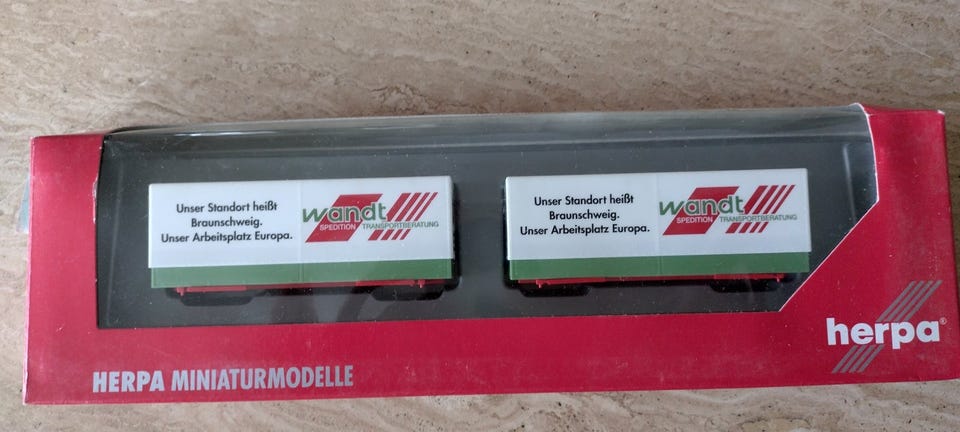 Unser Standort heißt
Braunschweig.
Unser Arbeitsplatz Europa.
wandt
SPEDITION TRANSPORTBERATUNG
Unser Standort heißt
Braunschweig.
Unser Arbeitsplatz Europa.
wandt
SPEDITION TRANSPORTBERATUNG
herpa®
HERPA MINIATURMODELLE